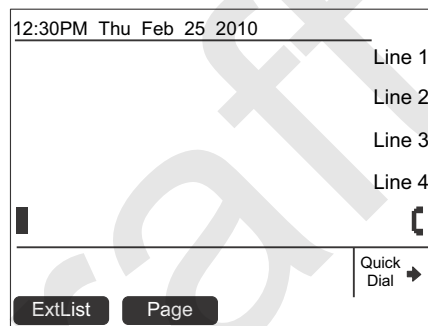 12:30PM Thu Feb 25 2010
Line 1
Line 2
Line 3
Line 4
Quick
Dial
ExtList Page